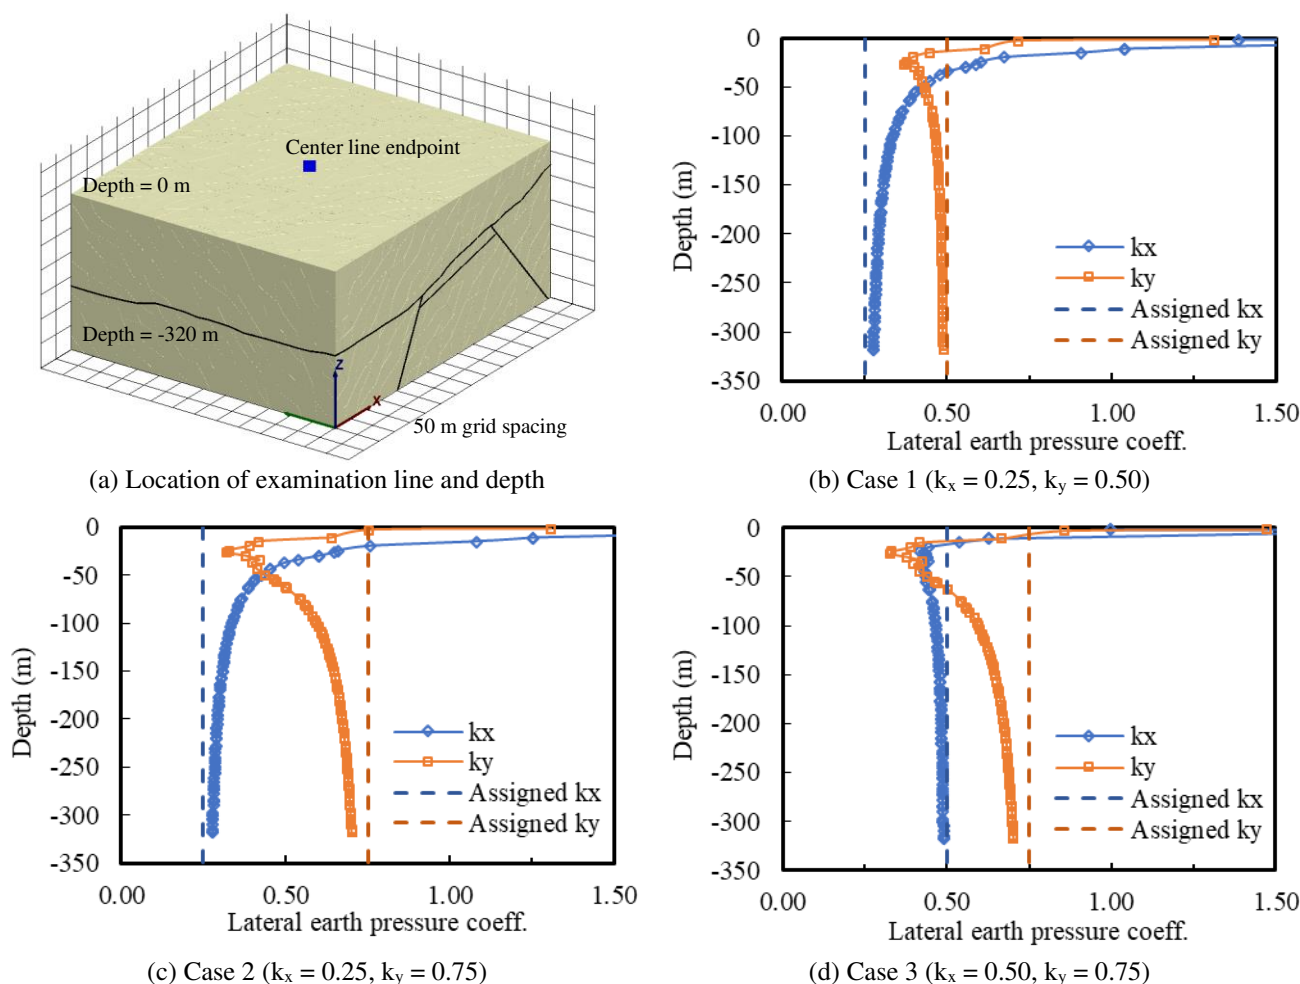 Center line endpoint
Depth = 0 m
Depth = -320 m
z
x
50 m grid spacing
(a) Location of examination line and depth
0
-50
-100
-150
-200
-250
-300
-350
Depth (m)
kx
ky
Assigned kx
Assigned ky
0.00 0.50 1.00 1.50
Lateral earth pressure coeff.
(b) Case 1 (kx = 0.25, ky = 0.50)
0
-50
-100
-150
-200
-250
-300
-350
Depth (m)
kx
ky
Assigned kx
Assigned ky
0.00 0.50 1.00 1.50
Lateral earth pressure coeff.
(c) Case 2 (kx = 0.25, ky = 0.75)
0
-50
-100
-150
-200
-250
-300
-350
Depth (m)
kx
ky
Assigned kx
Assigned ky
0.00 0.50 1.00 1.50
Lateral earth pressure coeff.
(d) Case 3 (kx = 0.50, ky = 0.75)